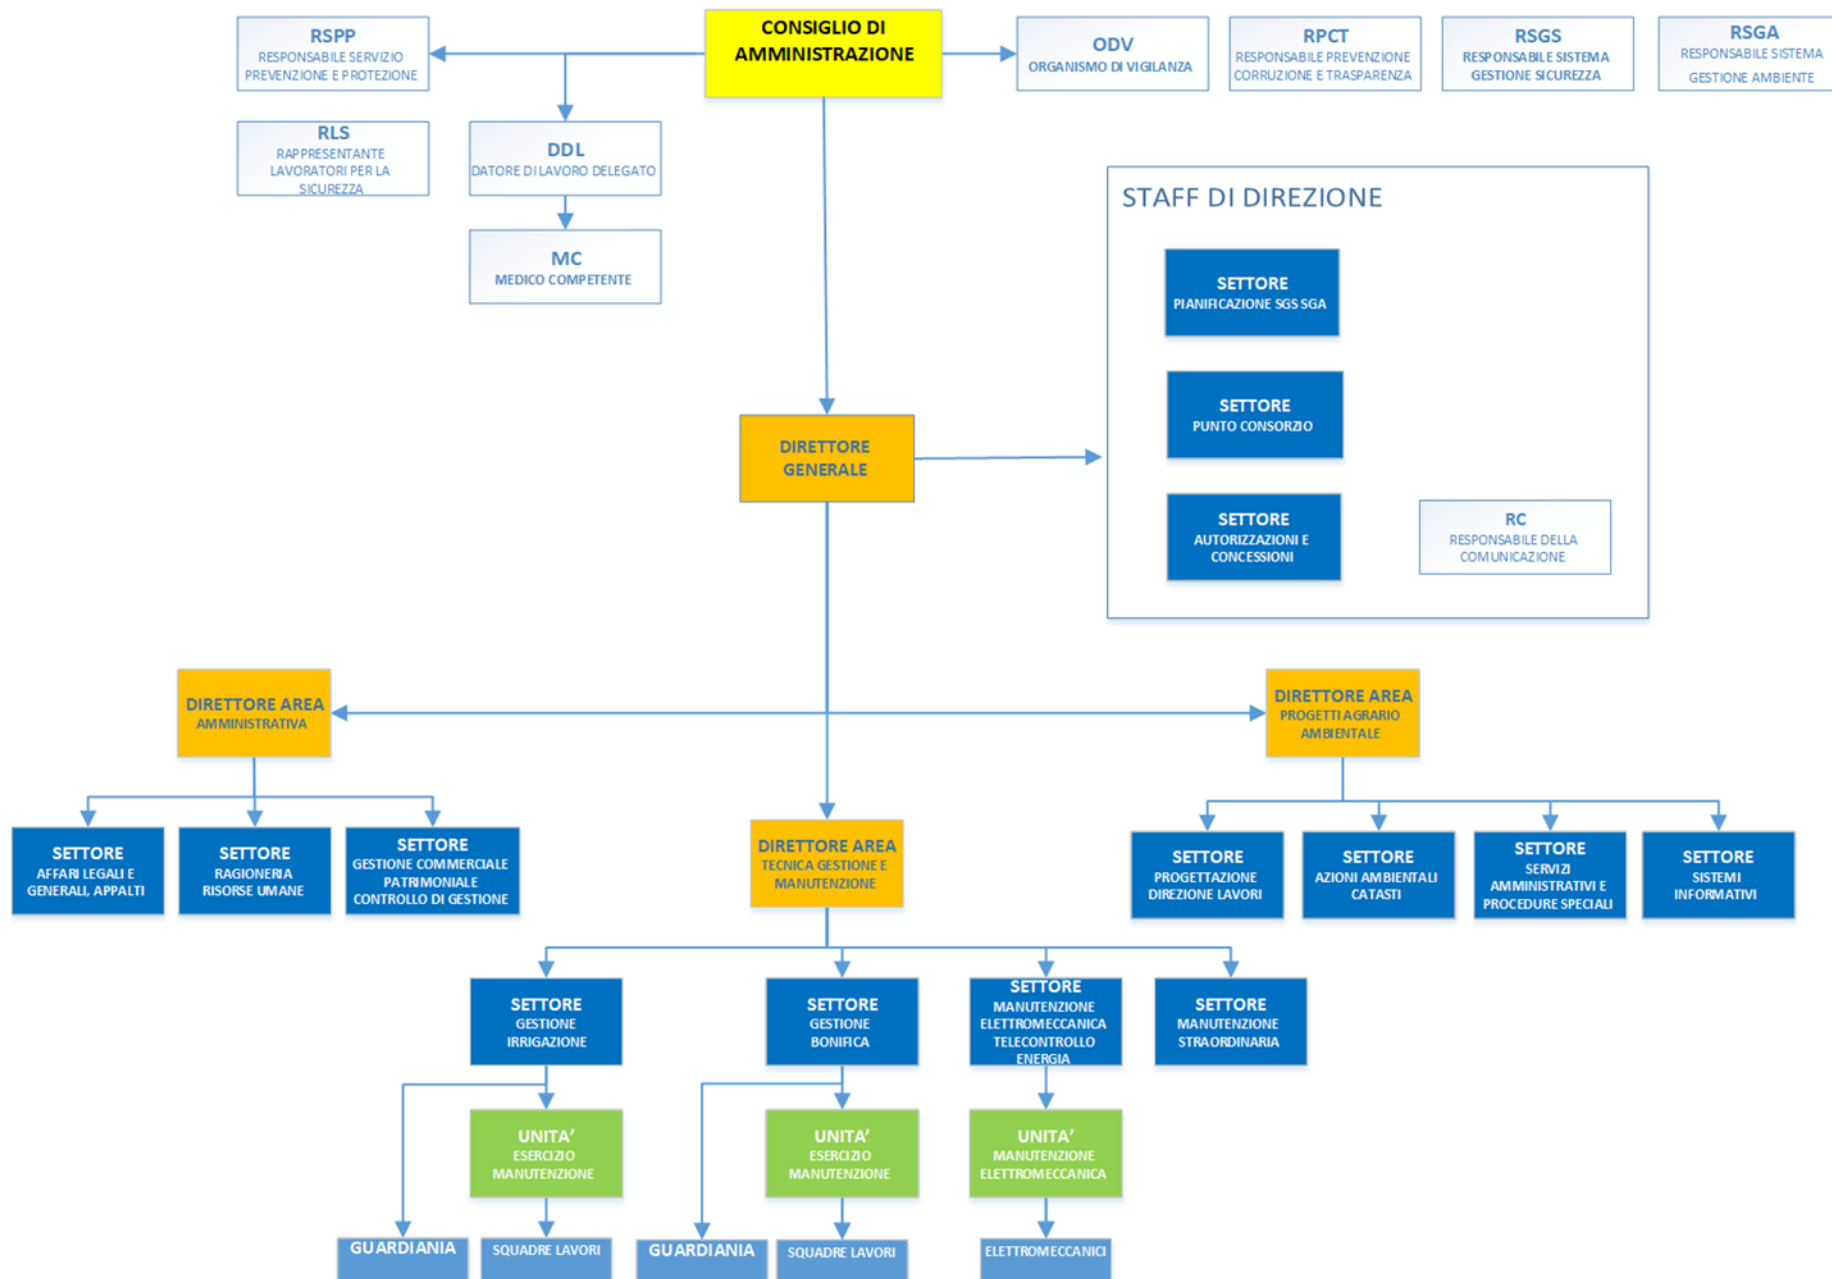 CONSIGLIO DI
AMMINISTRAZIONE
RSPP
RESPONSABILE SERVIZIO
PREVENZIONE E PROTEZIONE
ODV
ORGANISMO DI VIGILANZA
RPCT
RESPONSABILE PREVENZIONE
CORRUZIONE E TRASPARENZA
RSGS
RESPONSABILE SISTEMA
GESTIONE SICUREZZA
RSGA
RESPONSABILE SISTEMA
GESTIONE AMBIENTE
RLS
RAPPRESENTANTE
LAVORATORI PER LA
SICUREZZA
DDL
DATORE DI LAVORO DELEGATO
MC
MEDICO COMPETENTE
STAFF DI DIREZIONE
SETTORE
PIANIFICAZIONE SGS SGA
SETTORE
PUNTO CONSORZIO
SETTORE
AUTORIZZAZIONI E
CONCESSIONI
RC
RESPONSABILE DELLA
COMUNICAZIONE
DIRETTORE
GENERALE
DIRETTORE AREA
AMMINISTRATIVA
DIRETTORE AREA
PROGETTI AGRARIO
AMBIENTALE
SETTORE
AFFARI LEGALI E
GENERALI, APPALTI
SETTORE
RAGIONERIA
RISORSE UMANE
SETTORE
GESTIONE COMMERCIALE
PATRIMONIALE
CONTROLLO DI GESTIONE
DIRETTORE AREA
TECNICA GESTIONE E
MANUTENZIONE
SETTORE
PROGETTAZIONE
DIREZIONE LAVORI
SETTORE
AZIONI AMBIENTALI
CATASTI
SETTORE
SERVIZI
AMMINISTRATIVI E
PROCEDURE SPECIALI
SETTORE
SISTEMI
INFORMATIVI
SETTORE
GESTIONE
IRRIGAZIONE
SETTORE
GESTIONE
BONIFICA
SETTORE
MANUTENZIONE
ELETTROMECCANICA
TELECONTROLLO
ENERGIA
SETTORE
MANUTENZIONE
STRAORDINARIA
UNITA'
ESERCIZIO
MANUTENZIONE
UNITA'
ESERCIZIO
MANUTENZIONE
UNITA'
MANUTENZIONE
ELETTROMECCANICA
GUARDIANIA
SQUADRE LAVORI
GUARDIANIA
SQUADRE LAVORI
ELETTROMECCANICI